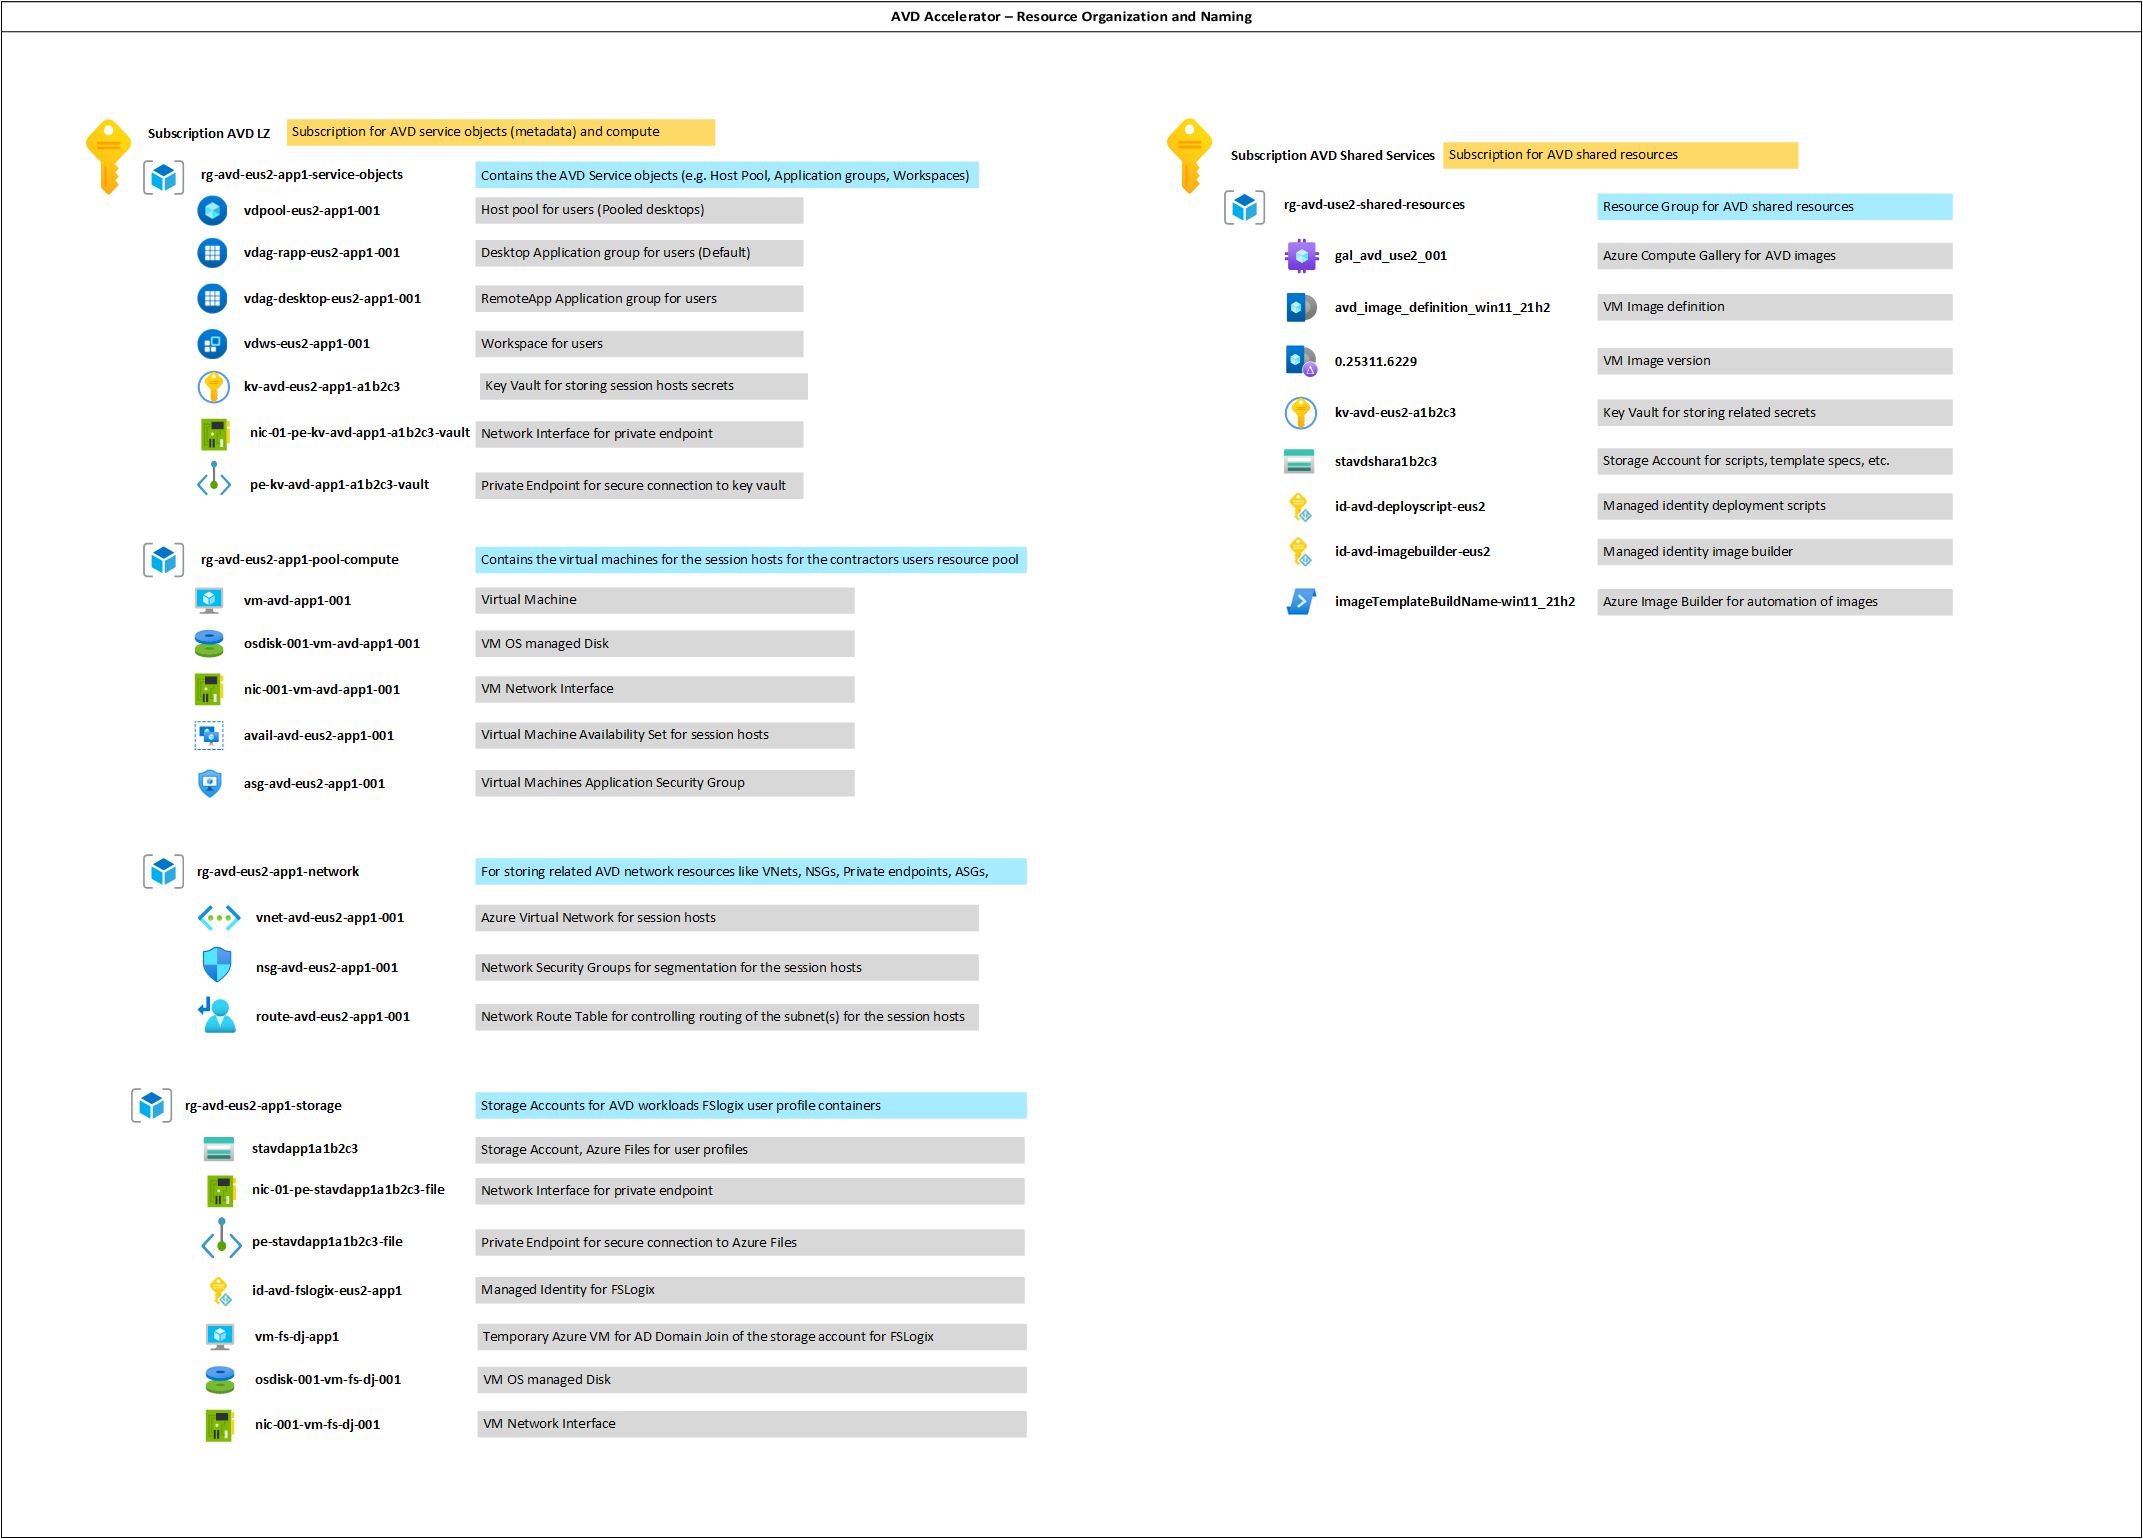 AVD Accelerator – Resource Organization and Naming
Subscription AVD LZ
Subscription for AVD service objects (metadata) and compute
rg-avd-eus2-app1-service-objects
Contains the AVD Service objects (e.g. Host Pool, Application groups, Workspaces)
vdpool-eus2-app1-001
Host pool for users (Pooled desktops)
vdag-rapp-eus2-app1-001
Desktop Application group for users (Default)
vdag-desktop-eus2-app1-001
RemoteApp Application group for users
vdws-eus2-app1-001
Workspace for users
kv-avd-eus2-app1-a1b2c3
Key Vault for storing session hosts secrets
nic-01-pe-kv-avd-app1-a1b2c3-vault
Network Interface for private endpoint
pe-kv-avd-app1-a1b2c3-vault
Private Endpoint for secure connection to key vault
rg-avd-eus2-app1-pool-compute
Contains the virtual machines for the session hosts for the contractors users resource pool
vm-avd-app1-001
Virtual Machine
osdisk-001-vm-avd-app1-001
VM OS managed Disk
nic-001-vm-avd-app1-001
VM Network Interface
avail-avd-eus2-app1-001
Virtual Machine Availability Set for session hosts
asg-avd-eus2-app1-001
Virtual Machines Application Security Group
rg-avd-eus2-app1-network
For storing related AVD network resources like VNets, NSGs, Private endpoints, ASGs,
vnet-avd-eus2-app1-001
Azure Virtual Network for session hosts
nsg-avd-eus2-app1-001
Network Security Groups for segmentation for the session hosts
route-avd-eus2-app1-001
Network Route Table for controlling routing of the subnet(s) for the session hosts
rg-avd-eus2-app1-storage
Storage Accounts for AVD workloads FSlogix user profile containers
stavdapp1a1b2c3
Storage Account, Azure Files for user profiles
nic-01-pe-stavdapp1a1b2c3-file
Network Interface for private endpoint
pe-stavdapp1a1b2c3-file
Private Endpoint for secure connection to Azure Files
id-avd-fslogix-eus2-app1
Managed Identity for FSLogix
vm-fs-dj-app1
Temporary Azure VM for AD Domain Join of the storage account for FSLogix
osdisk-001-vm-fs-dj-001
VM OS managed Disk
nic-001-vm-fs-dj-001
VM Network Interface
Subscription AVD Shared Services
Subscription for AVD shared resources
rg-avd-use2-shared-resources
Resource Group for AVD shared resources
gal_avd_use2_001
Azure Compute Gallery for AVD images
avd_image_definition_win11_21h2
VM Image definition
0.25311.6229
VM Image version
kv-avd-eus2-a1b2c3
Key Vault for storing related secrets
stavdshara1b2c3
Storage Account for scripts, template specs, etc.
id-avd-deployscript-eus2
Managed identity deployment scripts
id-avd-imagebuilder-eus2
Managed identity image builder
imageTemplateBuildName-win11_21h2
Azure Image Builder for automation of images